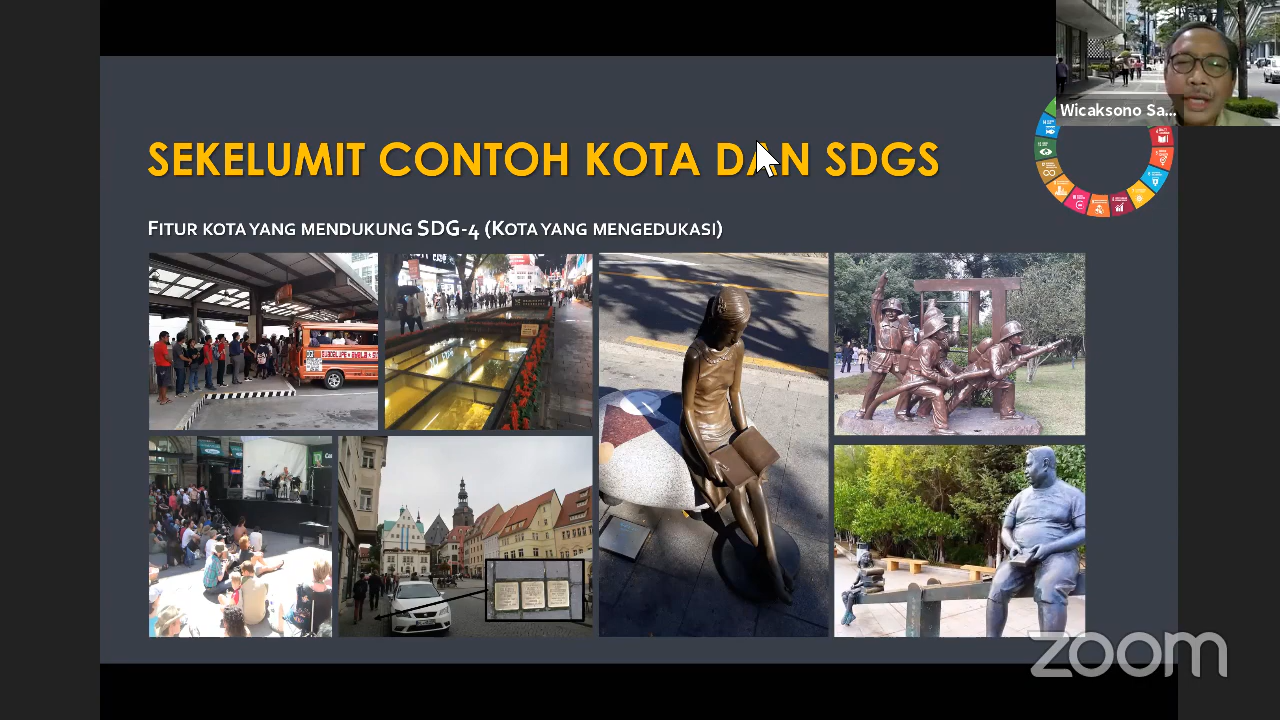 Wicaksono Sa...
SEKELUMIT CONTOH KOTA DAN SDGS
FITUR KOTA YANG MENDUKUNG SDG-4 (KOTA YANG MENGEDUKASI)
zoom